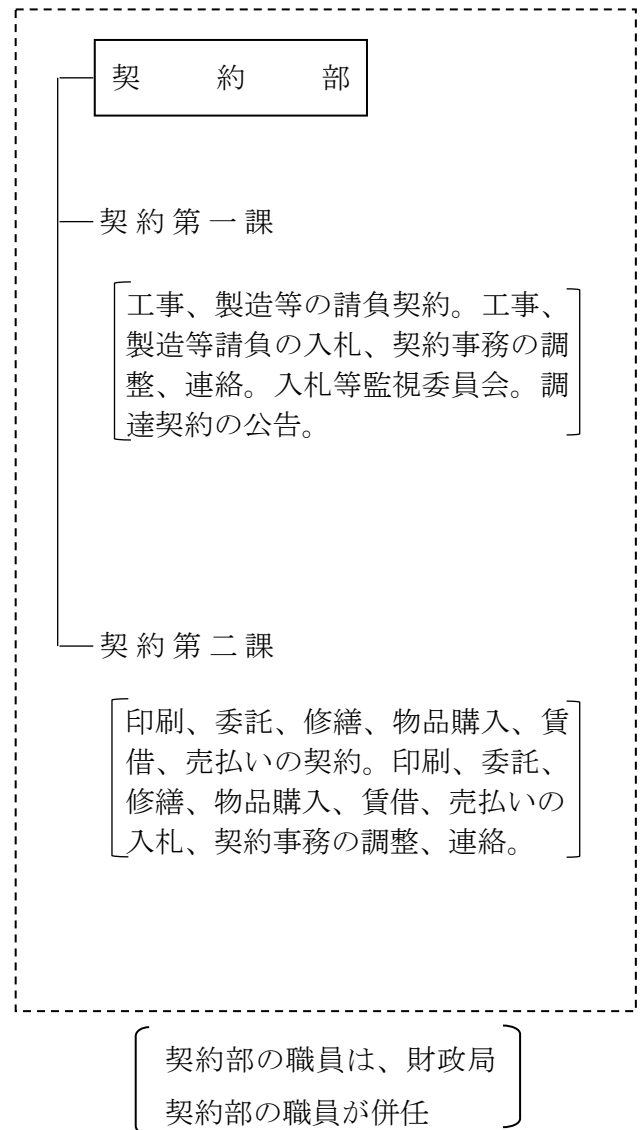 契約部
契約第一課
工事、製造等の請負契約。工事、
製造等請負の入札、契約事務の調
整、連絡。入札等監視委員会。調
達契約の公告。
契約第二課
印刷、委託、修繕、物品購入、賃
借、売払いの契約。印刷、委託、
修繕、物品購入、賃借、売払いの
入札、契約事務の調整、連絡。
契約部の職員は、財政局
契約部の職員が併任